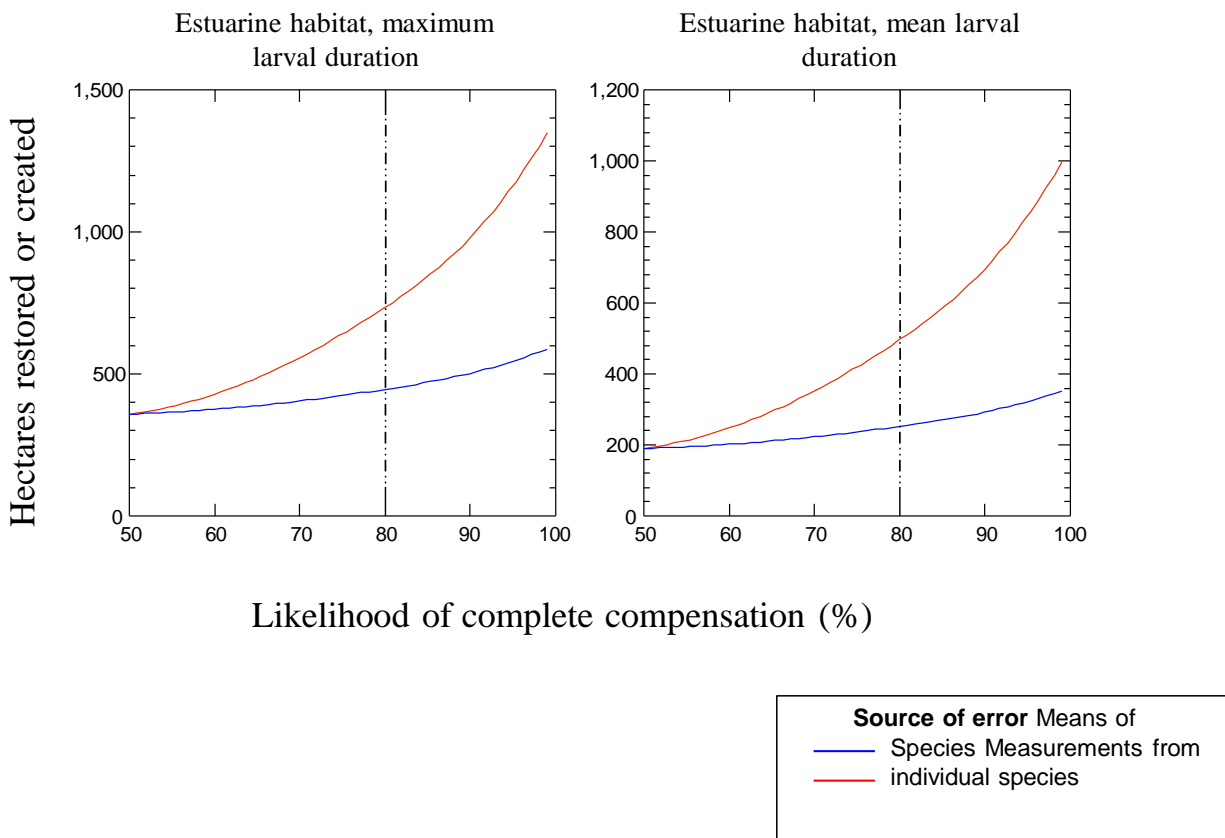 Estuarine habitat, maximum
larval duration
Estuarine habitat, mean larval
duration
Hectares restored or created
1,500
1,000
500
0
50 60 70 80 90 100
1,200
1,000
800
600
400
200
0
50 60 70 80 90 100
Likelihood of complete compensation (%)
Source of error Means of
Species Measurements from
individual species